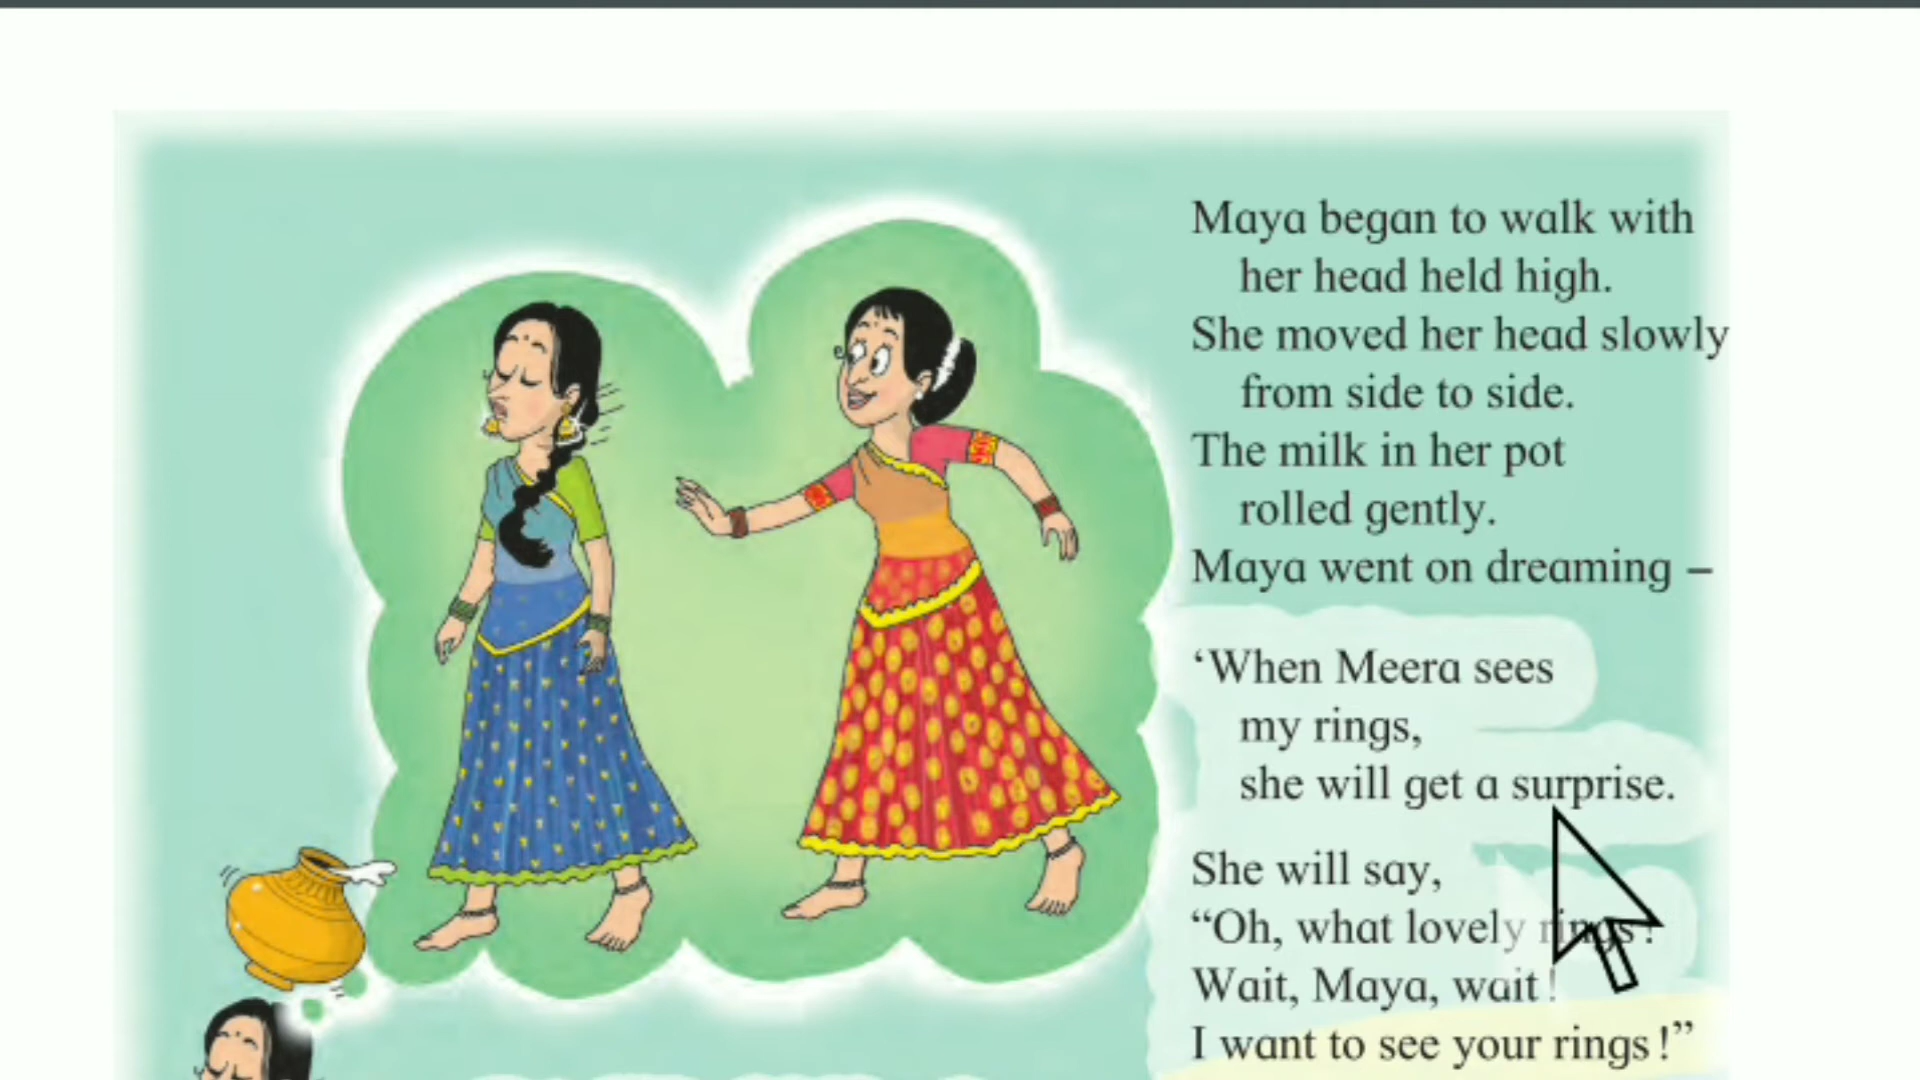 Maya began to walk with
her head held high.
She moved her head slowly
from side to side.
The milk in her pot
rolled gently.
Maya went on dreaming –
‘When Meera sees
my rings,
she will get a surprise.
She will say,
“Oh, what lovely rings!
Wait, Maya, wait!
I want to see your rings!”